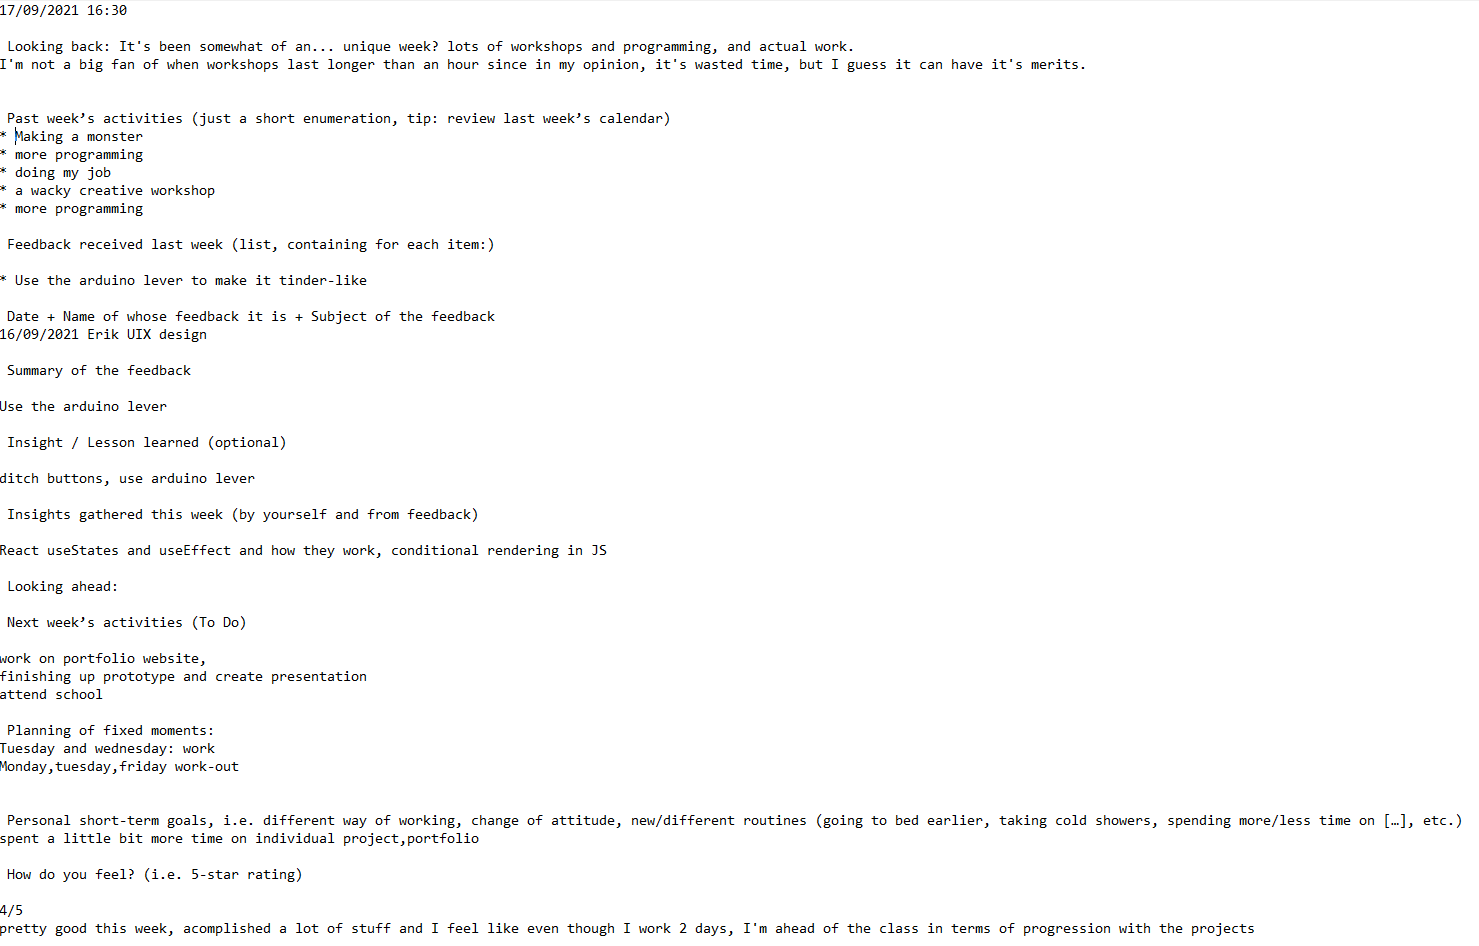 17/09/2021 16:30
Looking back: It's been somewhat of an... unique week? lots of workshops and programming, and actual work.
I'm not a big fan of when workshops last longer than an hour since in my opinion, it's wasted time, but I guess it can have it's merits.
Past week’s activities (just a short enumeration, tip: review last week’s calendar)
* Making a monster
* more programming
* doing my job
* a wacky creative workshop
* more programming
Feedback received last week (list, containing for each item:)
* Use the arduino lever to make it tinder-like
Date + Name of whose feedback it is + Subject of the feedback
16/09/2021 Erik UIX design
Summary of the feedback
Use the arduino lever
Insight / Lesson learned (optional)
ditch buttons, use arduino lever
Insights gathered this week (by yourself and from feedback)
React useStates and useEffect and how they work, conditional rendering in JS
Looking ahead:
Next week’s activities (To Do)
work on portfolio website,
finishing up prototype and create presentation
attend school
Planning of fixed moments:
Tuesday and wednesday: work
Monday,tuesday,friday work-out
Personal short-term goals, i.e. different way of working, change of attitude, new/different routines (going to bed earlier, taking cold showers, spending more/less time on […], etc.)
spent a little bit more time on individual project,portfolio
How do you feel? (i.e. 5-star rating)
4/5
pretty good this week, acomplished a lot of stuff and I feel like even though I work 2 days, I'm ahead of the class in terms of progression with the projects